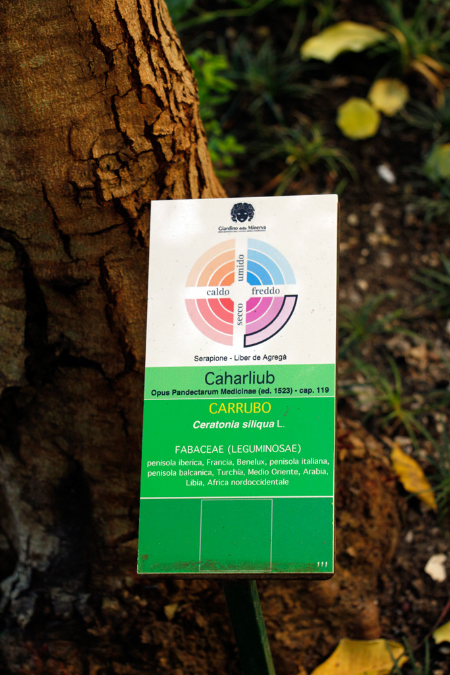 Giardino della Minerva
umido
caldo freddo
secco
Serapione - Liber de Agregà
Caharliub
Opus Pandectarum Medicinae (ed. 1523) - cap. 119
CARRUBO
Ceratonia siliqua L.
FABACEAE (LEGUMINOSAE)
penisola iberica, Francia, Benelux, penisola italiana,
penisola balcanica, Turchia, Medio Oriente, Arabia,
Libia, Africa nordoccidentale
111